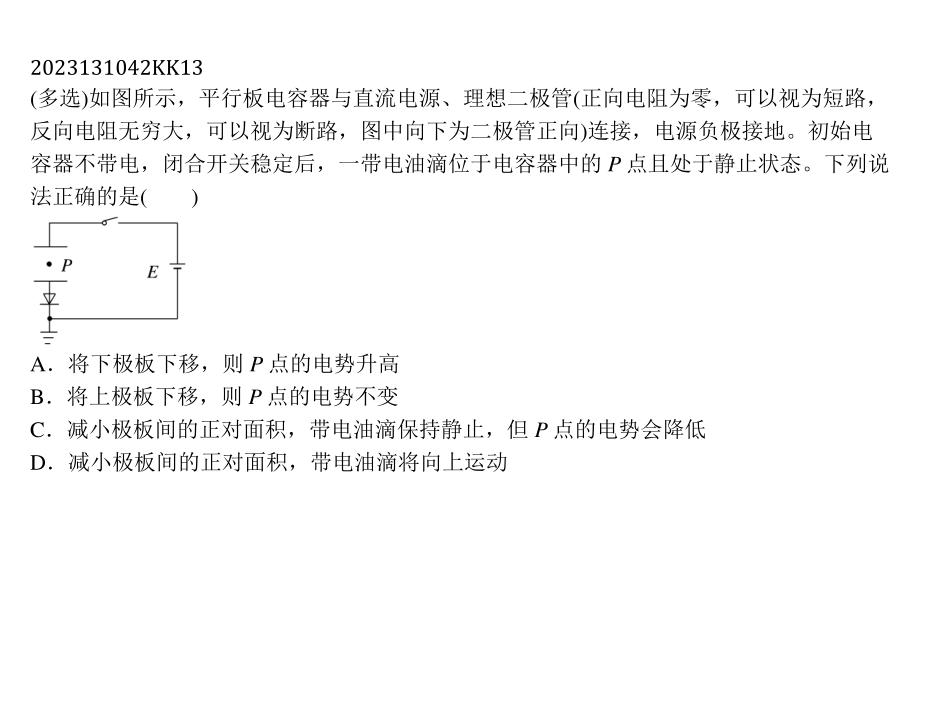 2023131042KK13
(多选)如图所示，平行板电容器与直流电源、理想二极管(正向电阻为零，可以视为短路，
反向电阻无穷大，可以视为断路，图中向下为二极管正向)连接，电源负极接地。初始电
容器不带电，闭合开关稳定后，一带电油滴位于电容器中的 P 点且处于静止状态。下列说
法正确的是(　　)
P
E
A．将下极板下移，则 P 点的电势升高
B．将上极板下移，则 P 点的电势不变
C．减小极板间的正对面积，带电油滴保持静止，但 P 点的电势会降低
D．减小极板间的正对面积，带电油滴将向上运动